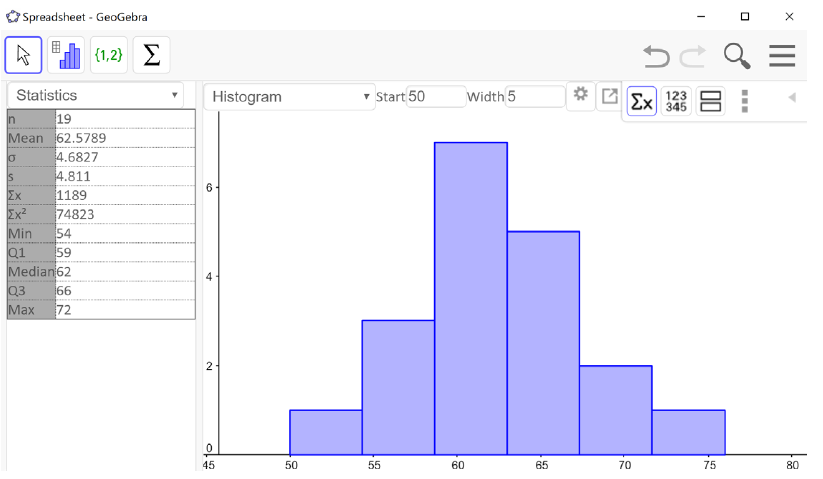 Spreadsheet - GeoGebra
{1,2} Σ
Statistics
n 19
Mean 62.5789
σ 4.6827
s 4.811
Σx 1189
Σx² 74823
Min 54
Q1 59
Median 62
Q3 66
Max 72
Histogram Start 50 Width 5 Σx 123 345
6
4
2
0
45 50 55 60 65 70 75 80